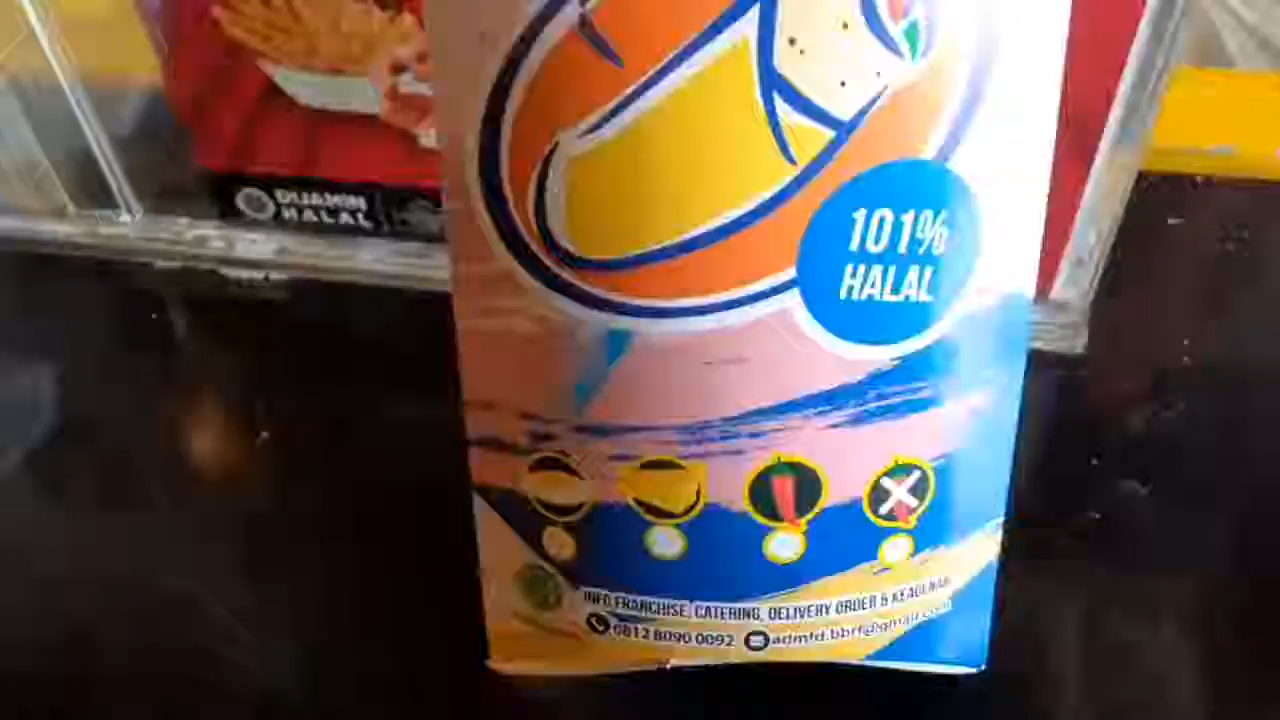 DIJAMIN
HALAL
101%
HALAL
INFO FRANCHISE, CATERING, DELIVERY ORDER & KEAGENAN
0812 8090 0092